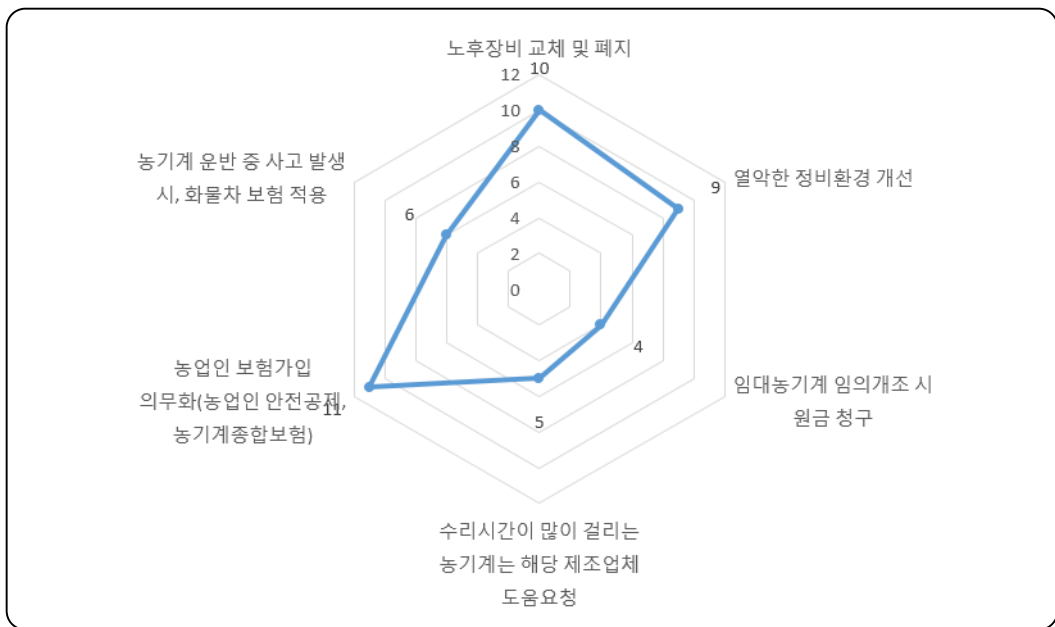 노후장비 교체 및 폐지
10
12
10
8
6
4
2
0
열악한 정비환경 개선
9
임대농기계 임의개조 시
원금 청구
4
수리시간이 많이 걸리는
농기계는 해당 제조업체
도움요청
5
농업인 보험가입
의무화(농업인 안전공제,
농기계종합보험)
11
농기계 운반 중 사고 발생
시, 화물차 보험 적용
6